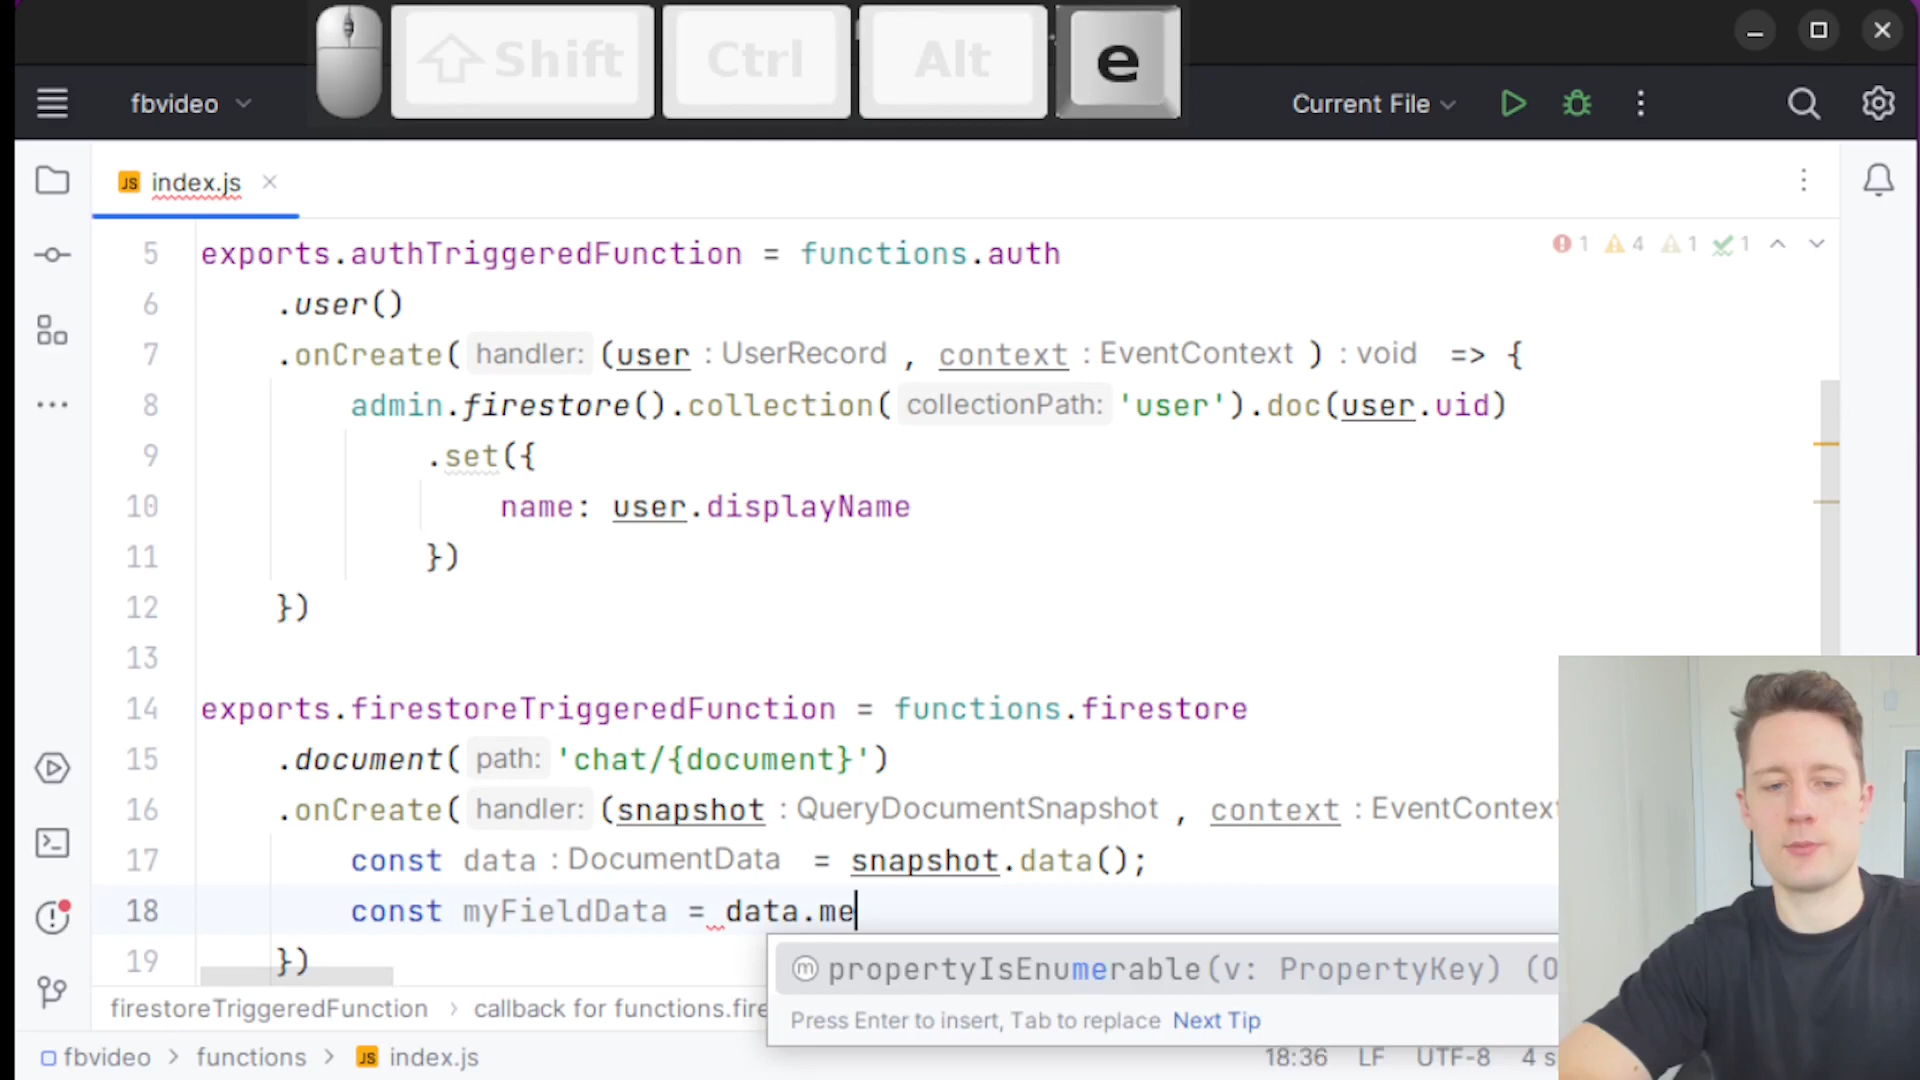 Shift Ctrl Alt e
fbvideo Current File
JS index.js
1 4 1 1
5 exports.authTriggeredFunction = functions.auth
6 .user()
7 .onCreate( handler: (user : UserRecord , context : EventContext ) : void => {
8 admin.firestore().collection( collectionPath: 'user').doc(user.uid)
9 .set({
10 name: user.displayName
11 })
12 })
13
14 exports.firestoreTriggeredFunction = functions.firestore
15 .document( path: 'chat/{document}')
16 .onCreate( handler: (snapshot : QueryDocumentSnapshot , context : EventContext
17 const data : DocumentData = snapshot.data();
18 const myFieldData = data.me
19 })
m propertyIsEnumerable(v: PropertyKey) (O
Press Enter to insert, Tab to replace Next Tip
firestoreTriggeredFunction > callback for functions.fire
fbvideo > functions > JS index.js 18:36 LF UTF-8 4 s